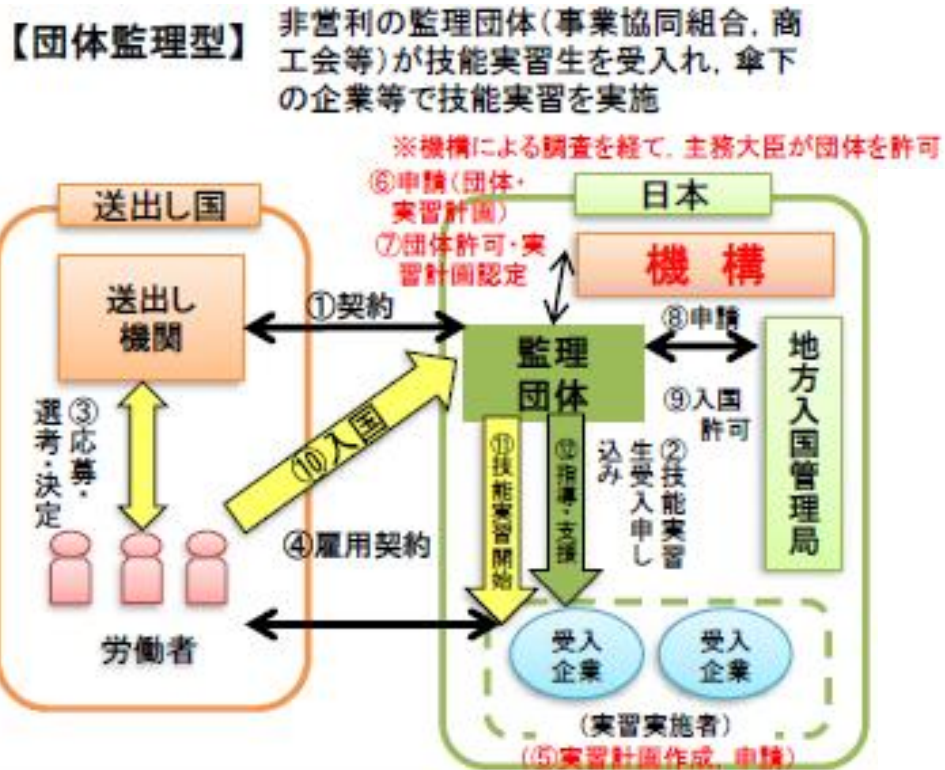 【団体監理型】
非営利の監理団体(事業協同組合, 商
工会等)が技能実習生を受入れ, 傘下
の企業等で技能実習を実施
※機構による調査を経て, 主務大臣が団体を許可
送出し国
送出し
機関
③応募・
選考・決定
労働者
①契約
⑩入国
④雇用契約
⑥申請(団体・
実習計画)
⑦団体許可・実
習計画認定
日本
機 構
監理
団体
⑧申請
⑨入国
許可
地方入国管理局
⑪技能実習開始
⑫指導・支援
②技能実習
生受入申し
込み
受入
企業
受入
企業
(実習実施者)
(⑤実習計画作成, 申請)